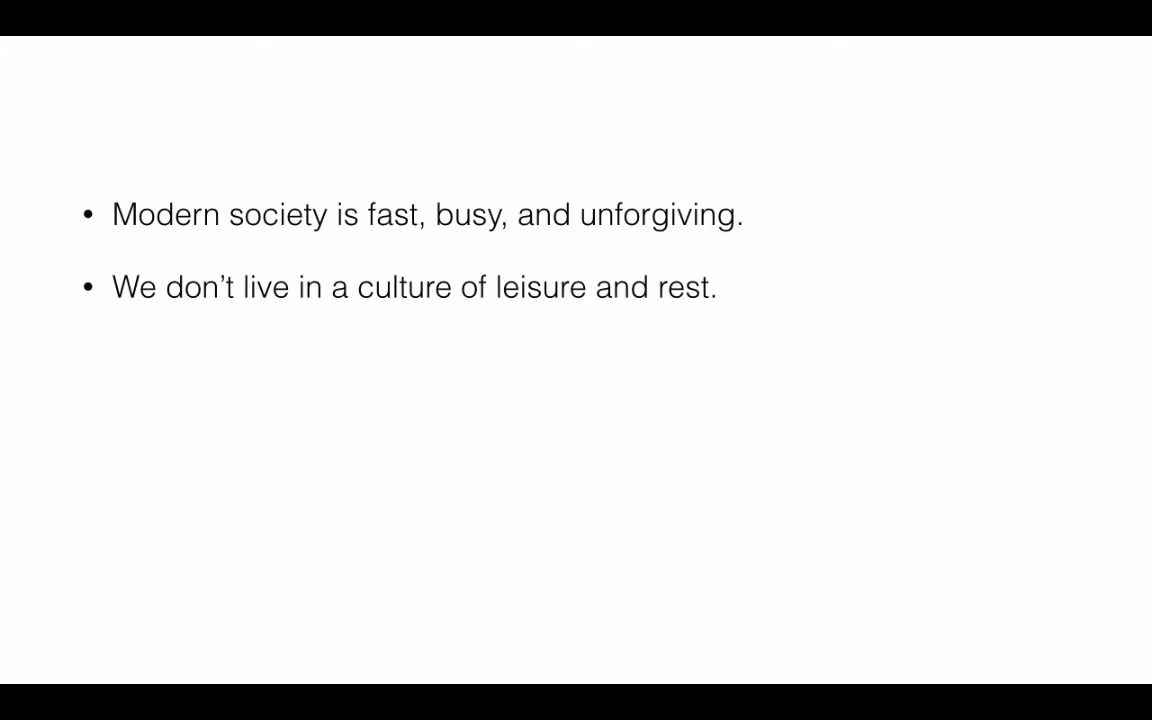 • Modern society is fast, busy, and unforgiving.
• We don’t live in a culture of leisure and rest.